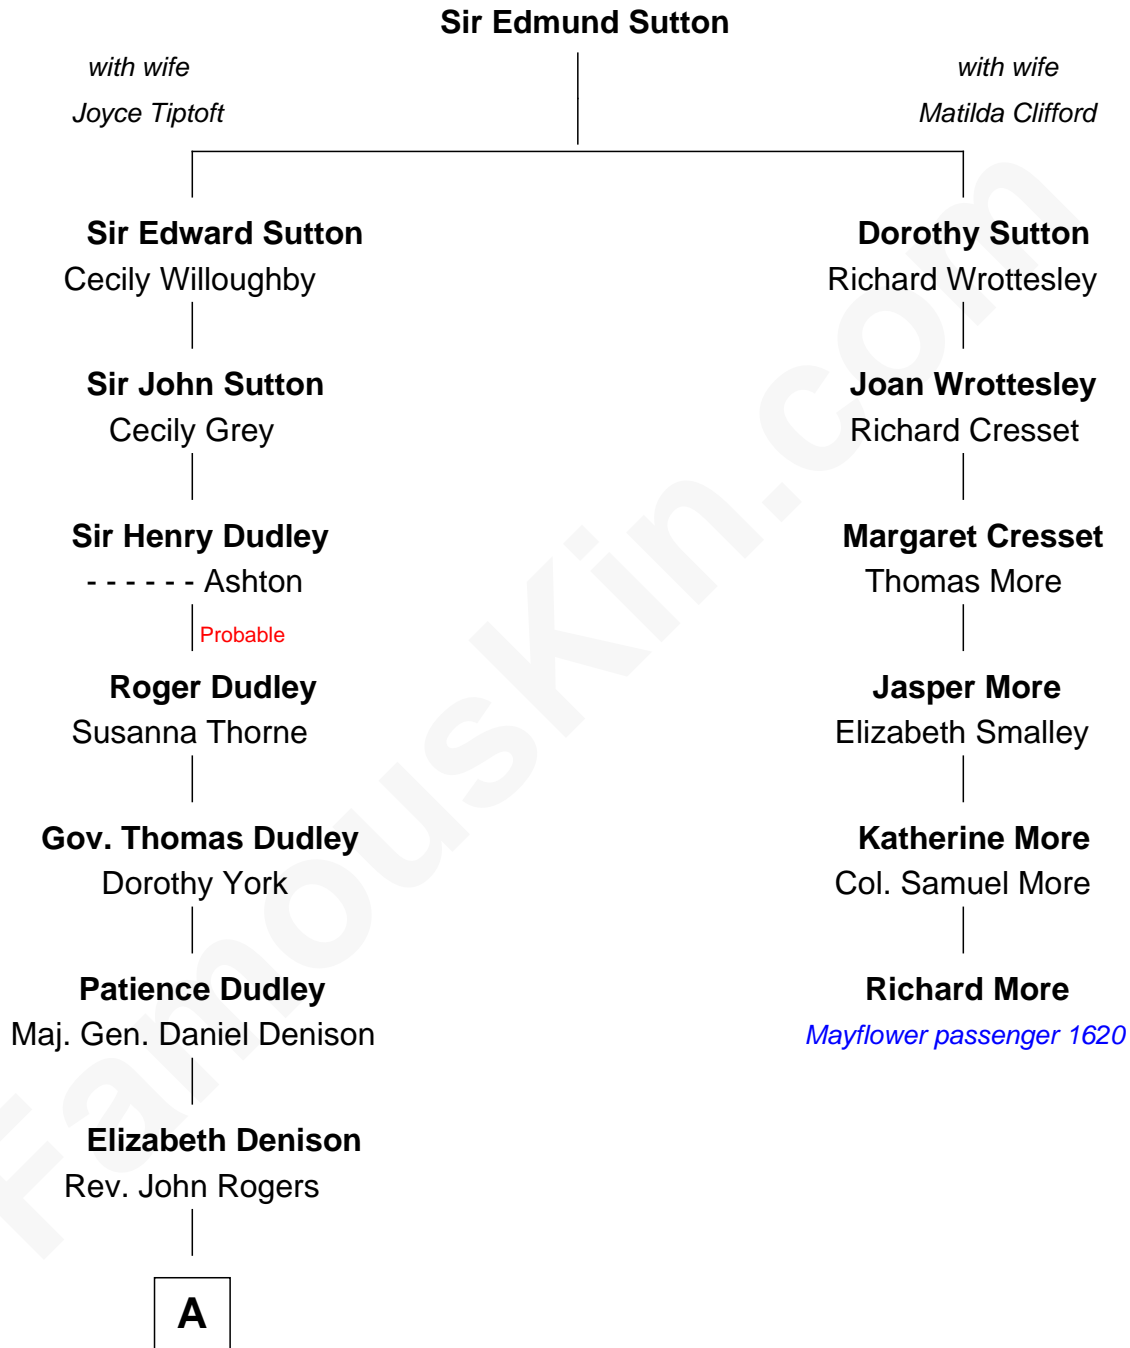 Sir Edmund Sutton
with wife
Joyce Tiptoft
with wife
Matilda Clifford
Sir Edward Sutton
Cecily Willoughby
Dorothy Sutton
Richard Wrottesley
Sir John Sutton
Cecily Grey
Joan Wrottesley
Richard Cresset
Sir Henry Dudley
- - - - - - Ashton
Margaret Cresset
Thomas More
Probable
Roger Dudley
Susanna Thorne
Jasper More
Elizabeth Smalley
Gov. Thomas Dudley
Dorothy York
Katherine More
Col. Samuel More
Patience Dudley
Maj. Gen. Daniel Denison
Richard More
Mayflower passenger 1620
Elizabeth Denison
Rev. John Rogers
A
FamousKin.com